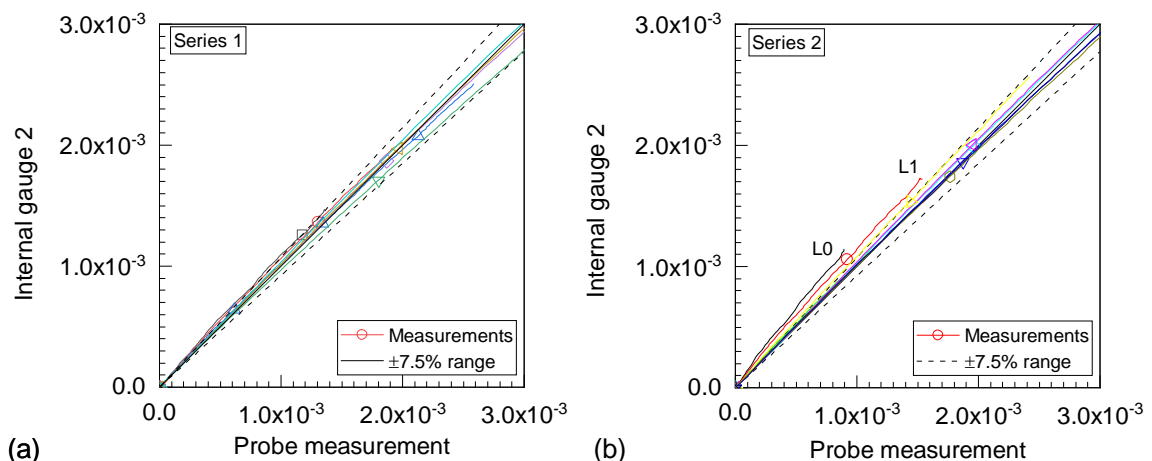 Series 1
3.0x10⁻³
2.0x10⁻³
1.0x10⁻³
0.0
Internal gauge 2
Measurements
±7.5% range
0.0
1.0x10⁻³
2.0x10⁻³
3.0x10⁻³
Probe measurement
(a)
Series 2
3.0x10⁻³
2.0x10⁻³
1.0x10⁻³
0.0
Internal gauge 2
L1
L0
Measurements
±7.5% range
0.0
1.0x10⁻³
2.0x10⁻³
3.0x10⁻³
Probe measurement
(b)